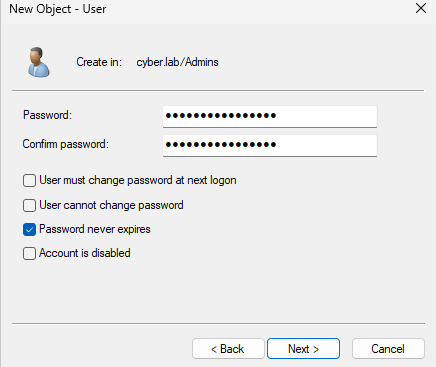 New Object - User
Create in: cyber.lab/Admins
Password: ●●●●●●●●●●●●●●●●
Confirm password: ●●●●●●●●●●●●●●●●
User must change password at next logon
User cannot change password
Password never expires
Account is disabled
< Back Next > Cancel